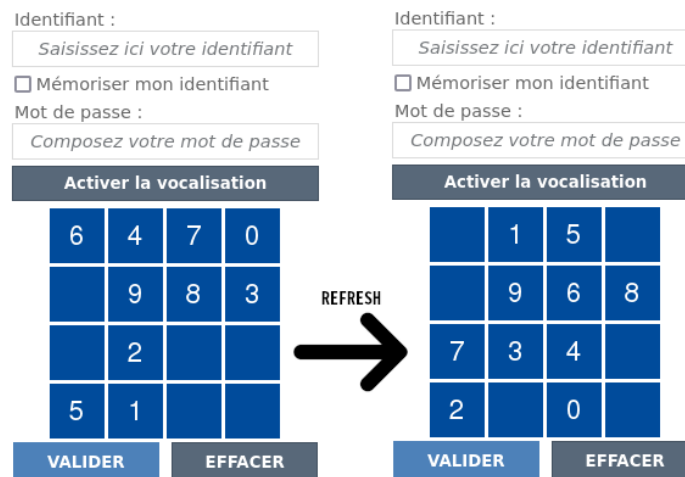 Identifiant :
Saisissez ici votre identifiant
Mémoriser mon identifiant
Mot de passe :
Composez votre mot de passe
Activer la vocalisation
6 4 7 0
9 8 3
2
5 1
VALIDER EFFACER
REFRESH
Identifiant :
Saisissez ici votre identifiant
Mémoriser mon identifiant
Mot de passe :
Composez votre mot de passe
Activer la vocalisation
1 5
9 6 8
7 3 4
2 0
VALIDER EFFACER